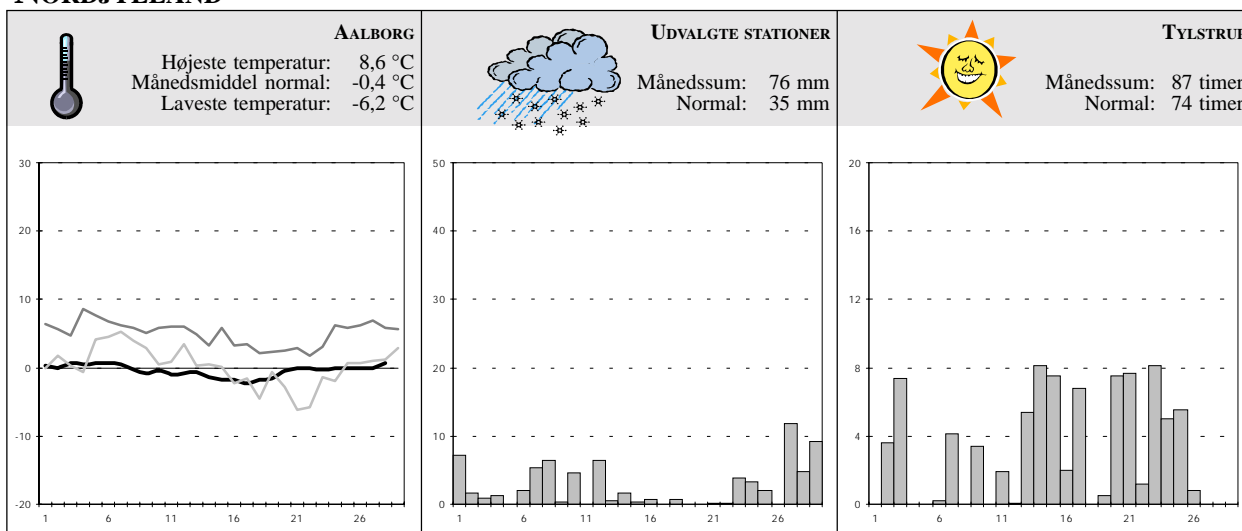 NORDJYLLAND
AALBORG
Højeste temperatur: 8,6 °C
Månedsmiddel normal: -0,4 °C
Laveste temperatur: -6,2 °C
UDVALGTE STATIONER
Månedssum: 76 mm
Normal: 35 mm
TYLSTRUP
Månedssum: 87 timer
Normal: 74 timer
30
20
10
0
-10
-20
1 6 11 16 21 26
50
40
30
20
10
0
1 6 11 16 21 26
20
16
12
8
4
0
1 6 11 16 21 26